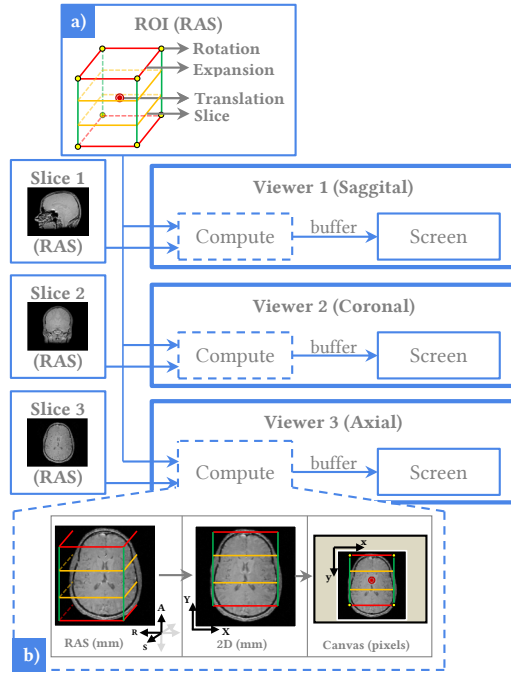 a)
ROI (RAS)
Rotation
Expansion
Translation
Slice
Slice 1
(RAS)
Viewer 1 (Saggital)
Compute
buffer
Screen
Slice 2
(RAS)
Viewer 2 (Coronal)
Compute
buffer
Screen
Slice 3
(RAS)
Viewer 3 (Axial)
Compute
buffer
Screen
A
R
S
RAS (mm)
Y
X
2D (mm)
x
y
Canvas (pixels)
b)